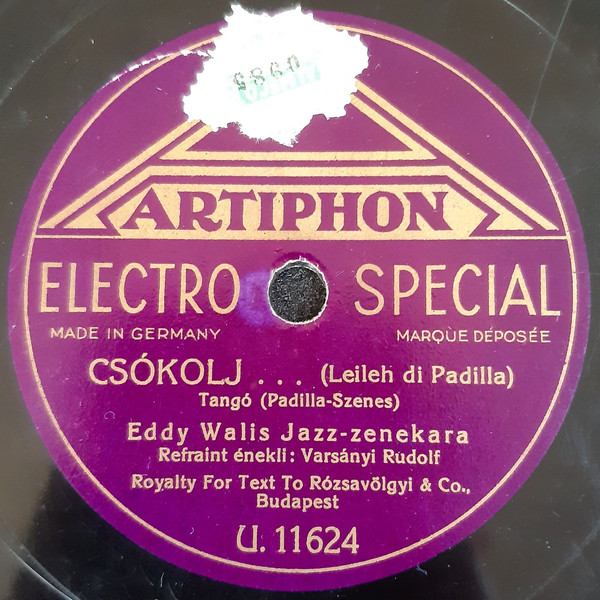 ARTIPHON
ELECTRO SPECIAL
MADE IN GERMANY MARQÙE DÉPOSÉE
CSÓKOLJ . . . (Leileh di Padilla)
Tangó (Padilla-Szenes)
Eddy Walis Jazz-zenekara
Refraint énekli: Varsányi Rudolf
Royalty For Text To Rózsavölgyi & Co.,
Budapest
U. 11624